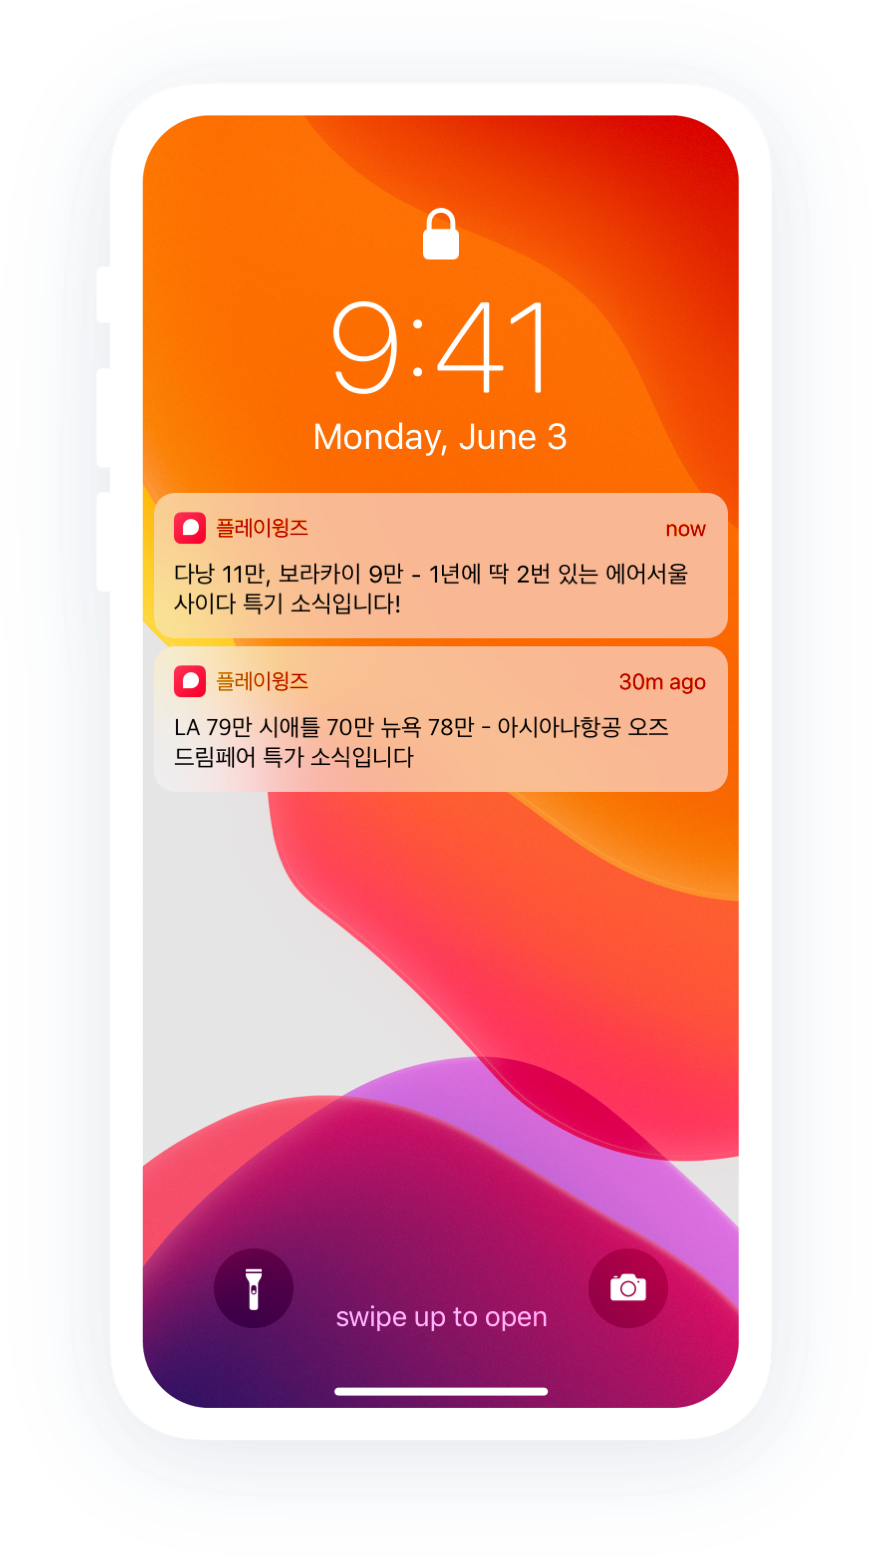 9:41
Monday, June 3
플레이윙즈 now
다낭 11만, 보라카이 9만 - 1년에 딱 2번 있는 에어서울
사이다 특기 소식입니다!
플레이윙즈 30m ago
LA 79만 시애틀 70만 뉴욕 78만 - 아시아나항공 오즈
드림페어 특가 소식입니다
swipe up to open